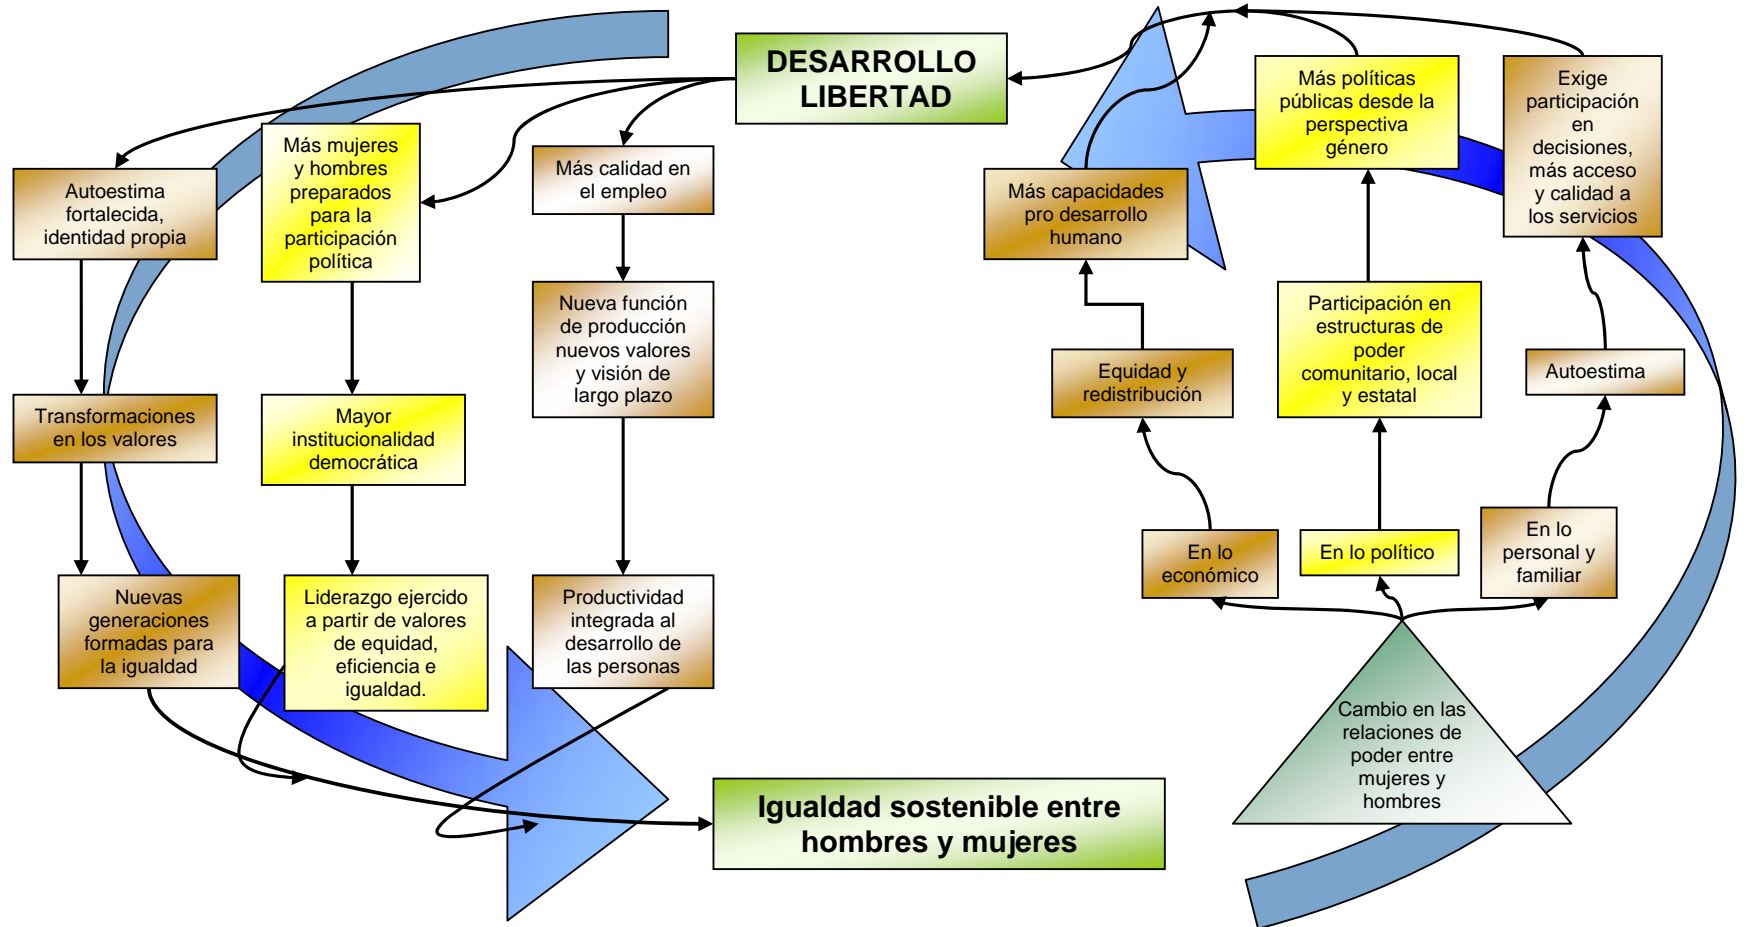 DESARROLLO
LIBERTAD
Autoestima
fortalecida,
identidad propia
Transformaciones
en los valores
Nuevas
generaciones
formadas para
la igualdad
Más mujeres
y hombres
preparados
para la
participación
política
Mayor
institucionalidad
democrática
Liderazgo ejercido
a partir de valores
de equidad,
eficiencia e
igualdad.
Más calidad en
el empleo
Nueva función
de producción
nuevos valores
y visión de
largo plazo
Productividad
integrada al
desarrollo de
las personas
Igualdad sostenible entre
hombres y mujeres
Más capacidades
pro desarrollo
humano
Equidad y
redistribución
En lo
económico
Más políticas
públicas desde la
perspectiva
género
Participación en
estructuras de
poder
comunitario, local
y estatal
En lo político
Exige
participación
en
decisiones,
más acceso
y calidad a
los servicios
Autoestima
En lo
personal y
familiar
Cambio en las
relaciones de
poder entre
mujeres y
hombres